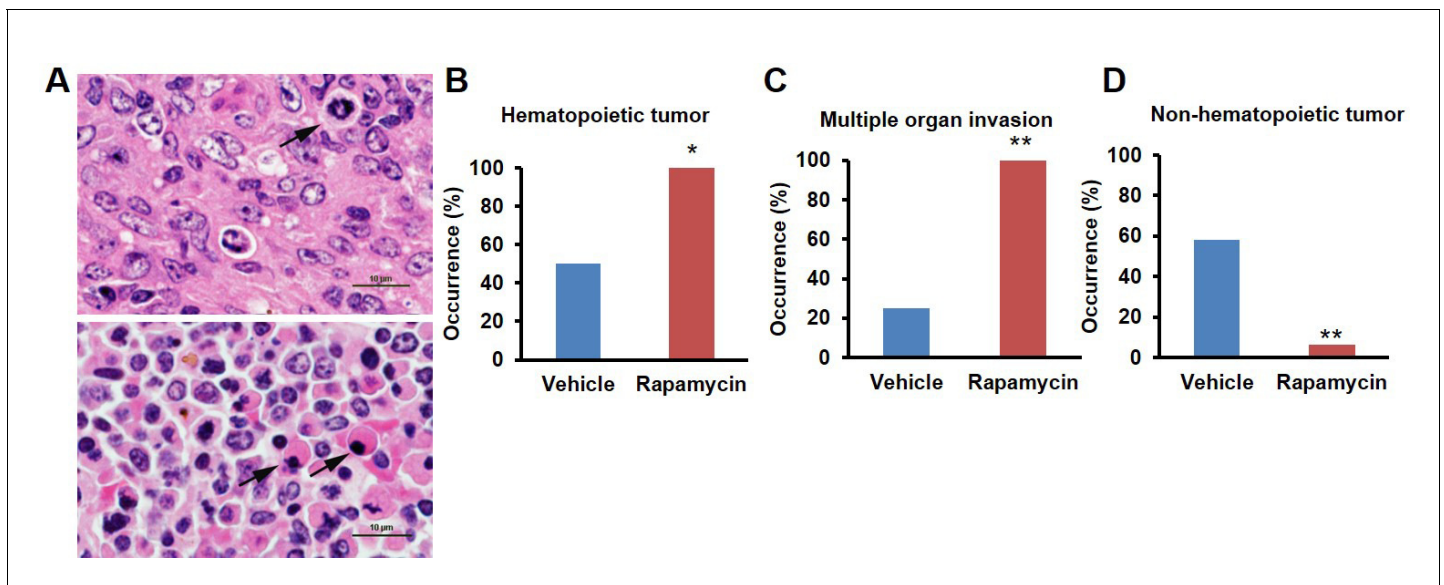 A
10 µm
10 µm
B
Hematopoietic tumor
*
Occurrence (%)
100
80
60
40
20
0
Vehicle Rapamycin
C
Multiple organ invasion
**
Occurrence (%)
100
80
60
40
20
0
Vehicle Rapamycin
D
Non-hematopoietic tumor
Occurrence (%)
100
80
60
40
20
0
**
Vehicle Rapamycin